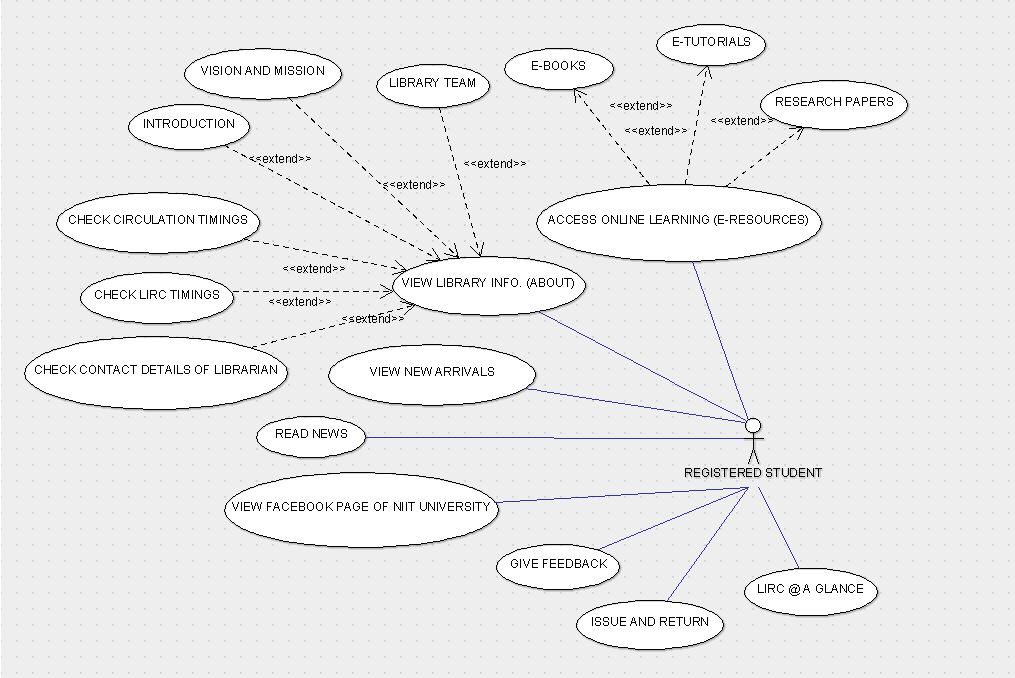 E-TUTORIALS
E-BOOKS
VISION AND MISSION
LIBRARY TEAM
RESEARCH PAPERS
<<extend>>
<<extend>>
<<extend>>
INTRODUCTION
<<extend>>
<<extend>>
<<extend>>
CHECK CIRCULATION TIMINGS
ACCESS ONLINE LEARNING (E-RESOURCES)
<<extend>>
VIEW LIBRARY INFO. (ABOUT)
CHECK LIRC TIMINGS
<<extend>>
<<extend>>
CHECK CONTACT DETAILS OF LIBRARIAN
VIEW NEW ARRIVALS
READ NEWS
REGISTERED STUDENT
VIEW FACEBOOK PAGE OF NIIT UNIVERSITY
GIVE FEEDBACK
LIRC @ A GLANCE
ISSUE AND RETURN